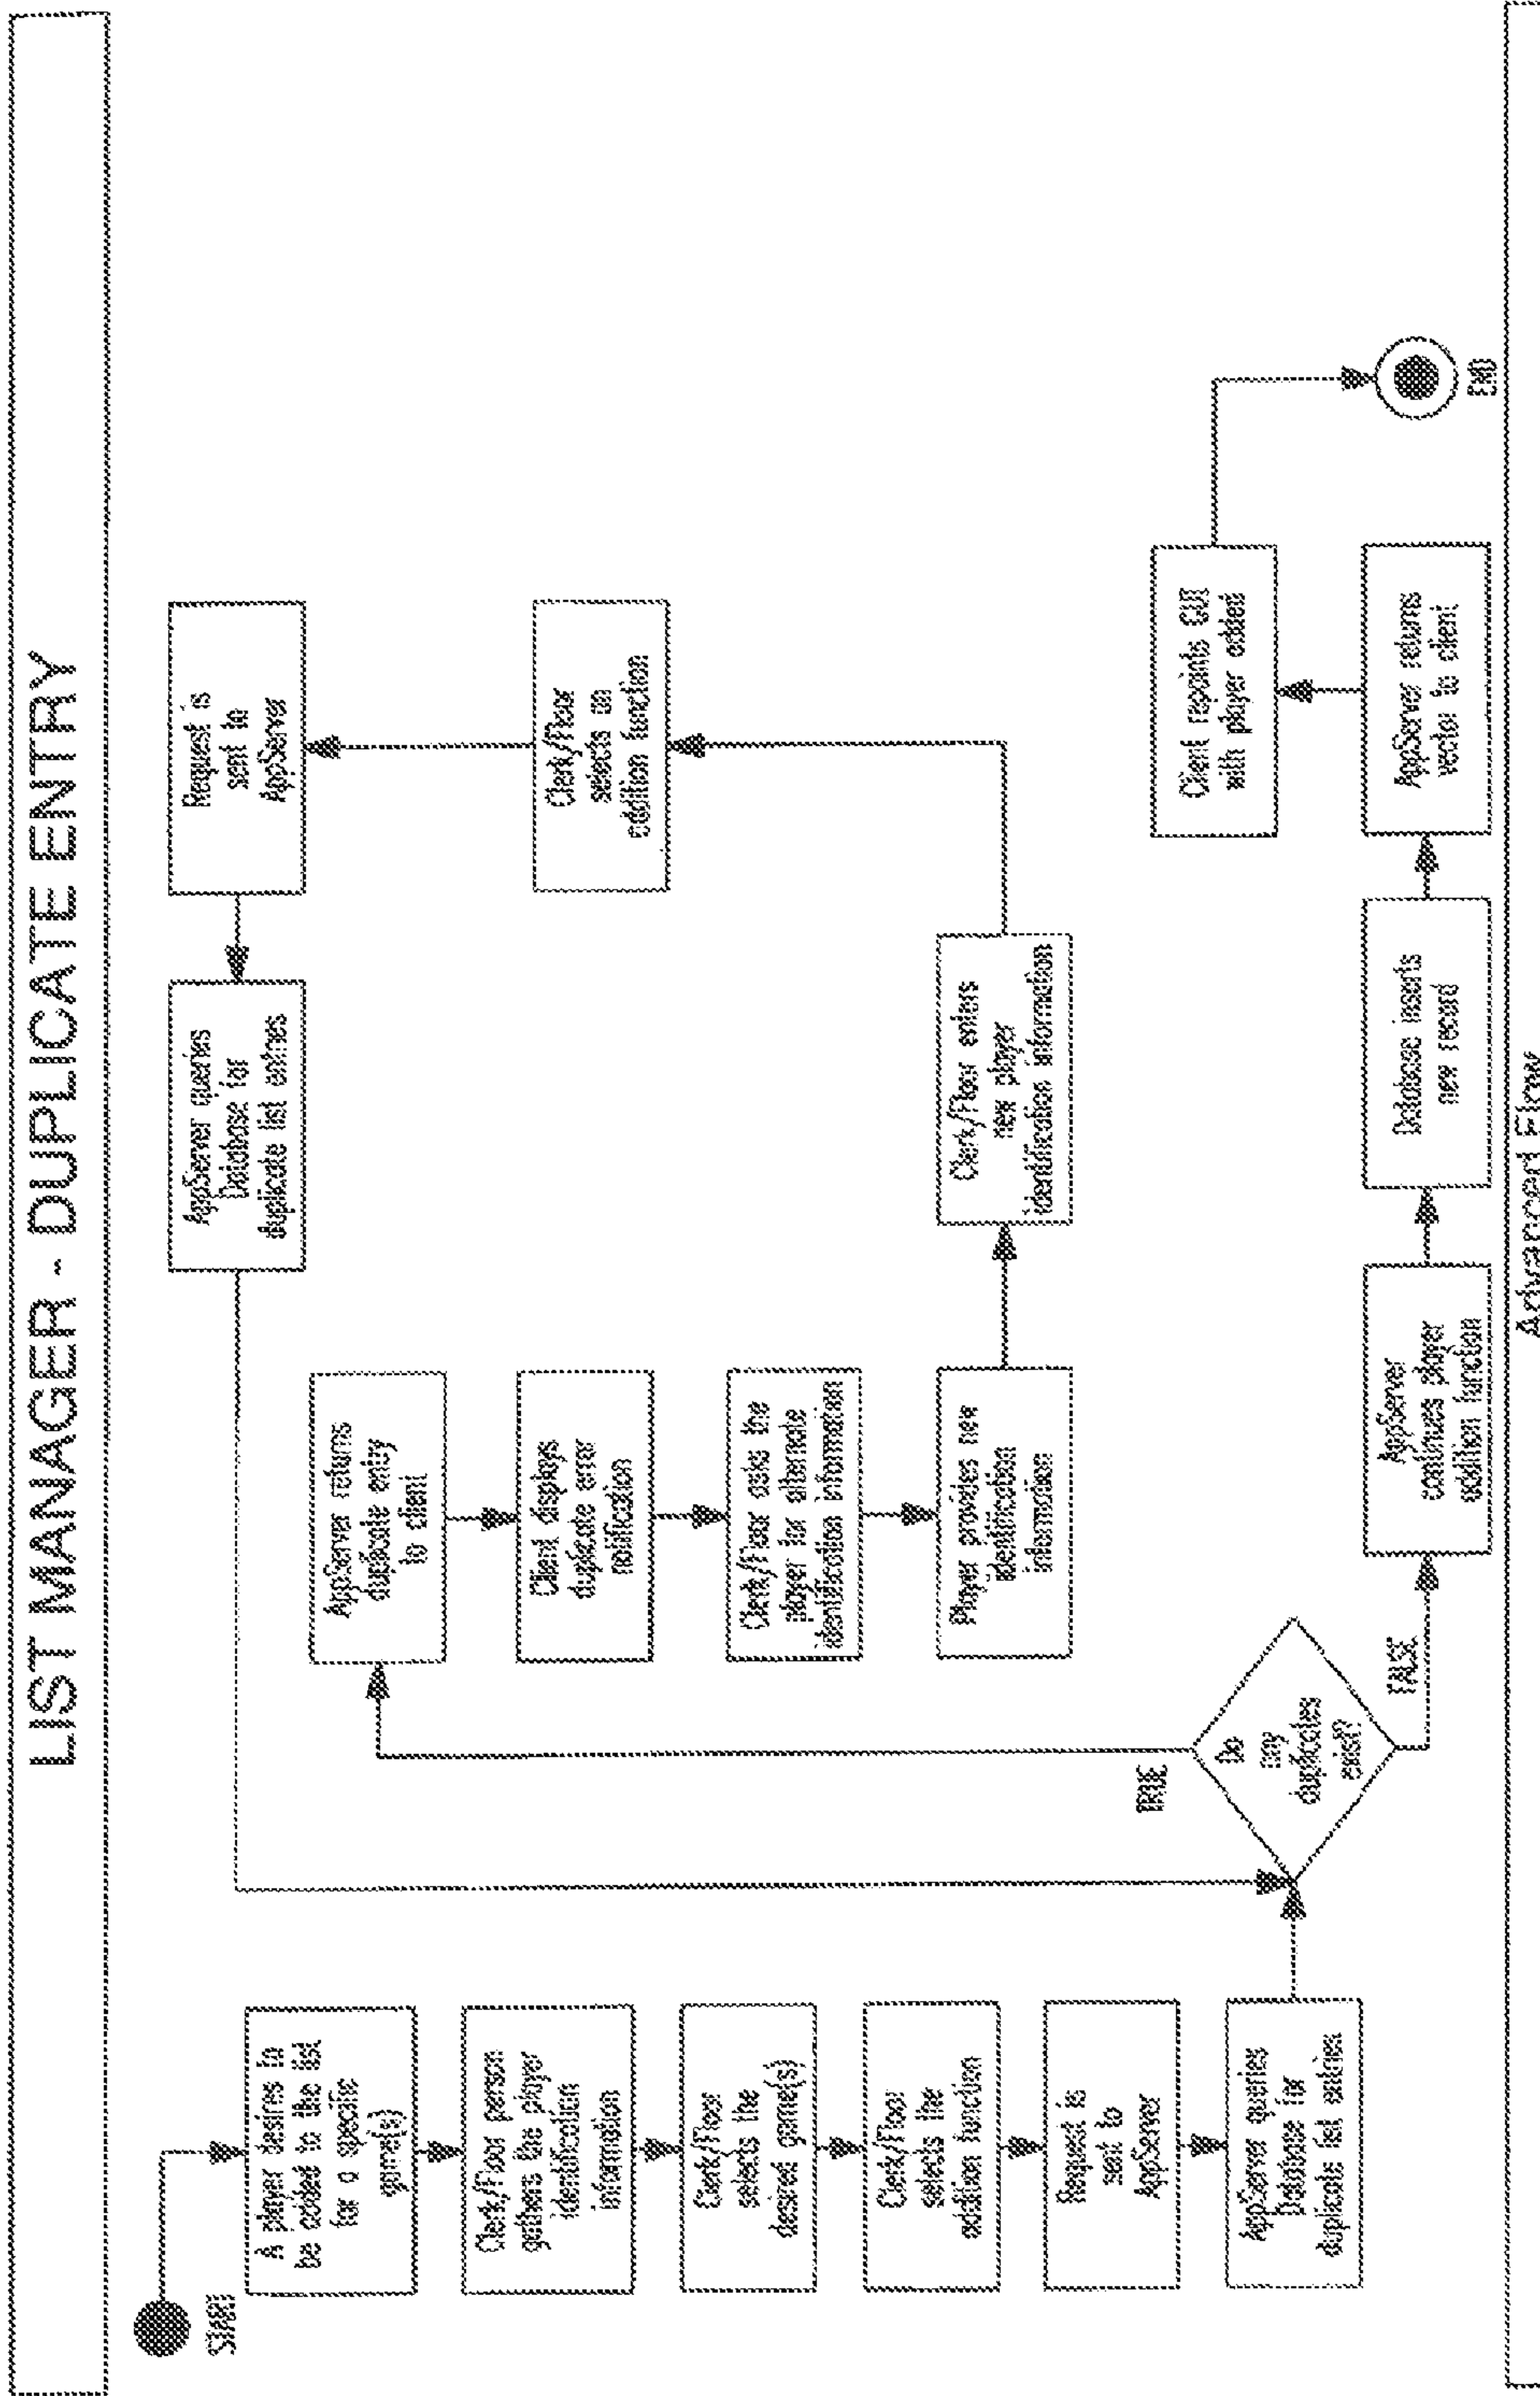 LIST MANAGER - DUPLICATE ENTRY
START
A player desires to
be added to the list
for a specific
game(s)
Clerk/Floor person
gathers the player
identification
information
Clerk/Floor
selects the
desired game(s)
Clerk/Floor
selects the
addition function
Request is
sent to
AppServer
AppServer queries
Database for
duplicate list entries
Do
any
duplicates
exist?
TRUE
FALSE
AppServer returns
duplicate entry
to client
Client displays
duplicate error
notification
Clerk/Floor asks the
player for alternate
identification information
Player provides new
identification
information
Clerk/Floor enters
new player
identification information
Clerk/Floor
selects on
addition function
Request is
sent to
AppServer
AppServer queries
Database for
duplicate list entries
AppServer
continues player
addition function
Database inserts
new record
AppServer returns
vector to client
Client repaints GUI
with player added
END
Advanced Flow